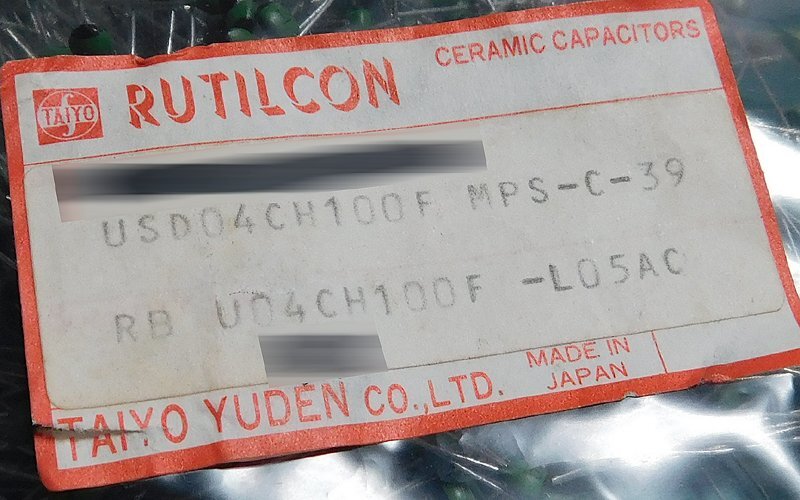 CERAMIC CAPACITORS
TAIYO RUTILCON
USD04CH100F MPS-C-39
RB U04CH100F -L05AC
MADE IN
JAPAN
TAIYO YUDEN CO.,LTD.